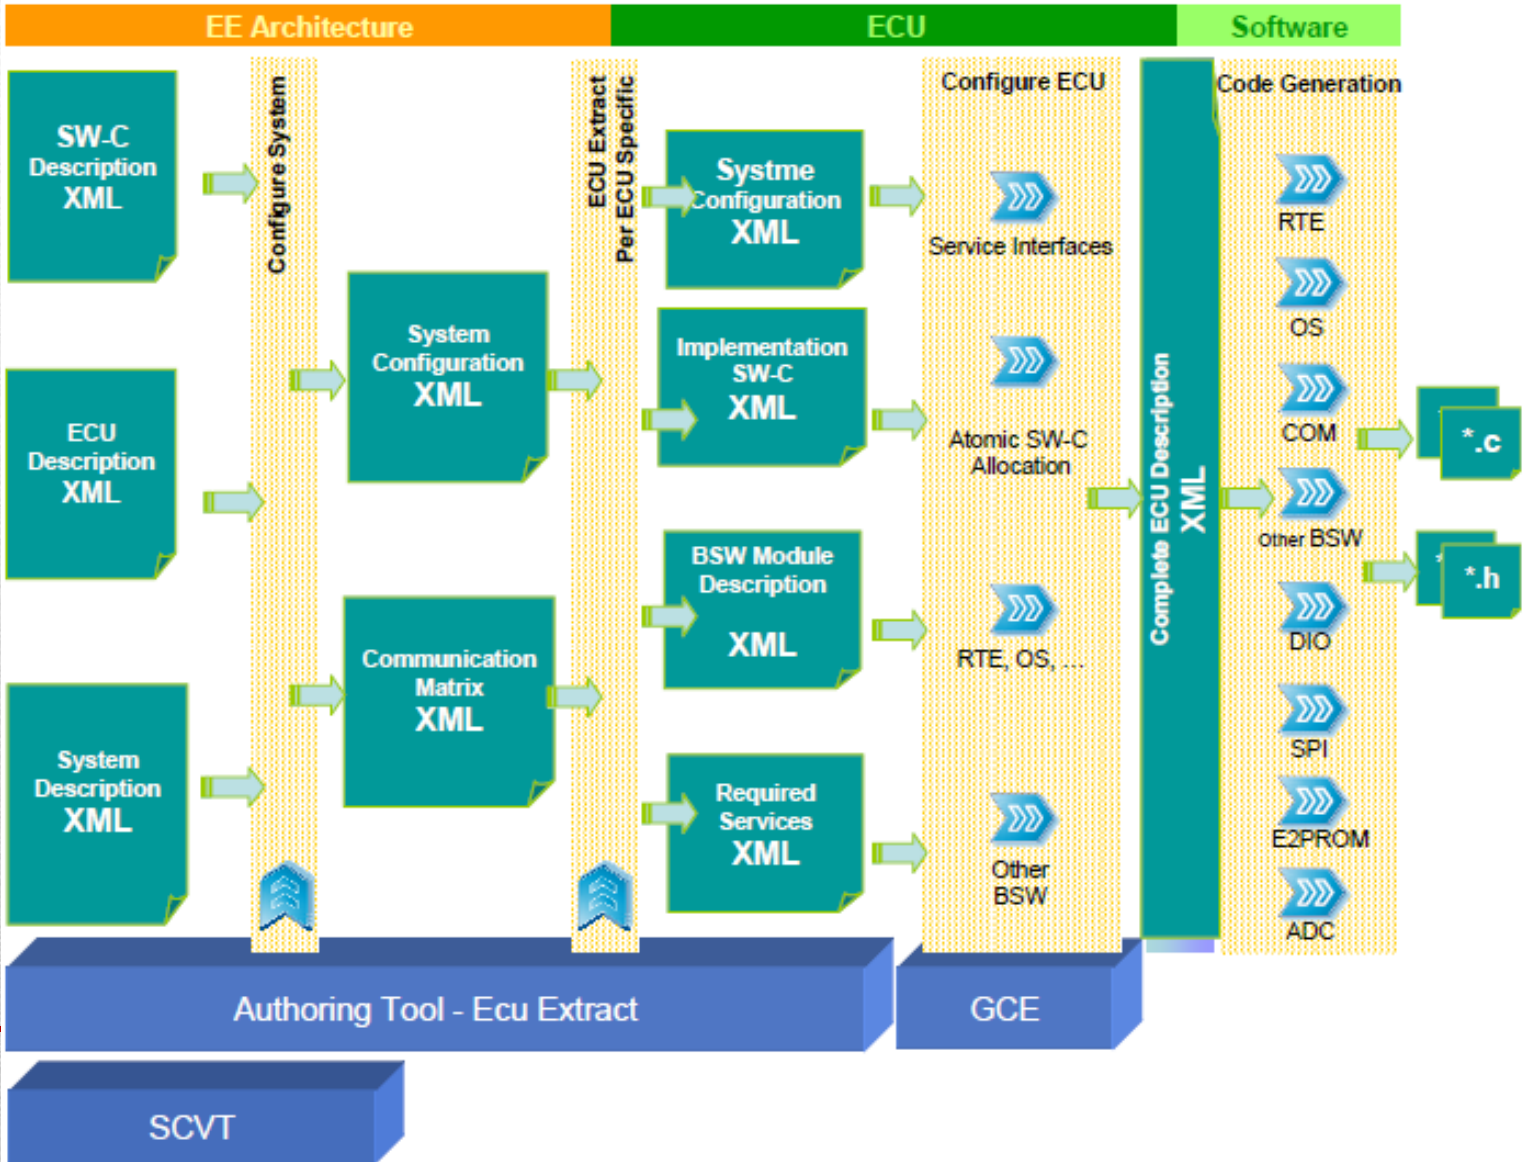 EE Architecture
ECU
Software
SW-C
Description
XML
ECU
Description
XML
System
Description
XML
Configure System
System
Configuration
XML
Communication
Matrix
XML
ECU Extract
Per ECU Specific
Systme
Configuration
XML
Implementation
SW-C
XML
BSW Module
Description
XML
Required
Services
XML
Configure ECU
Service Interfaces
Atomic SW-C
Allocation
RTE, OS, ...
Other
BSW
Complete ECU Description
XML
Code Generation
RTE
OS
COM
Other BSW
DIO
SPI
E2PROM
ADC
*.c
*.h
Authoring Tool - Ecu Extract
GCE
SCVT